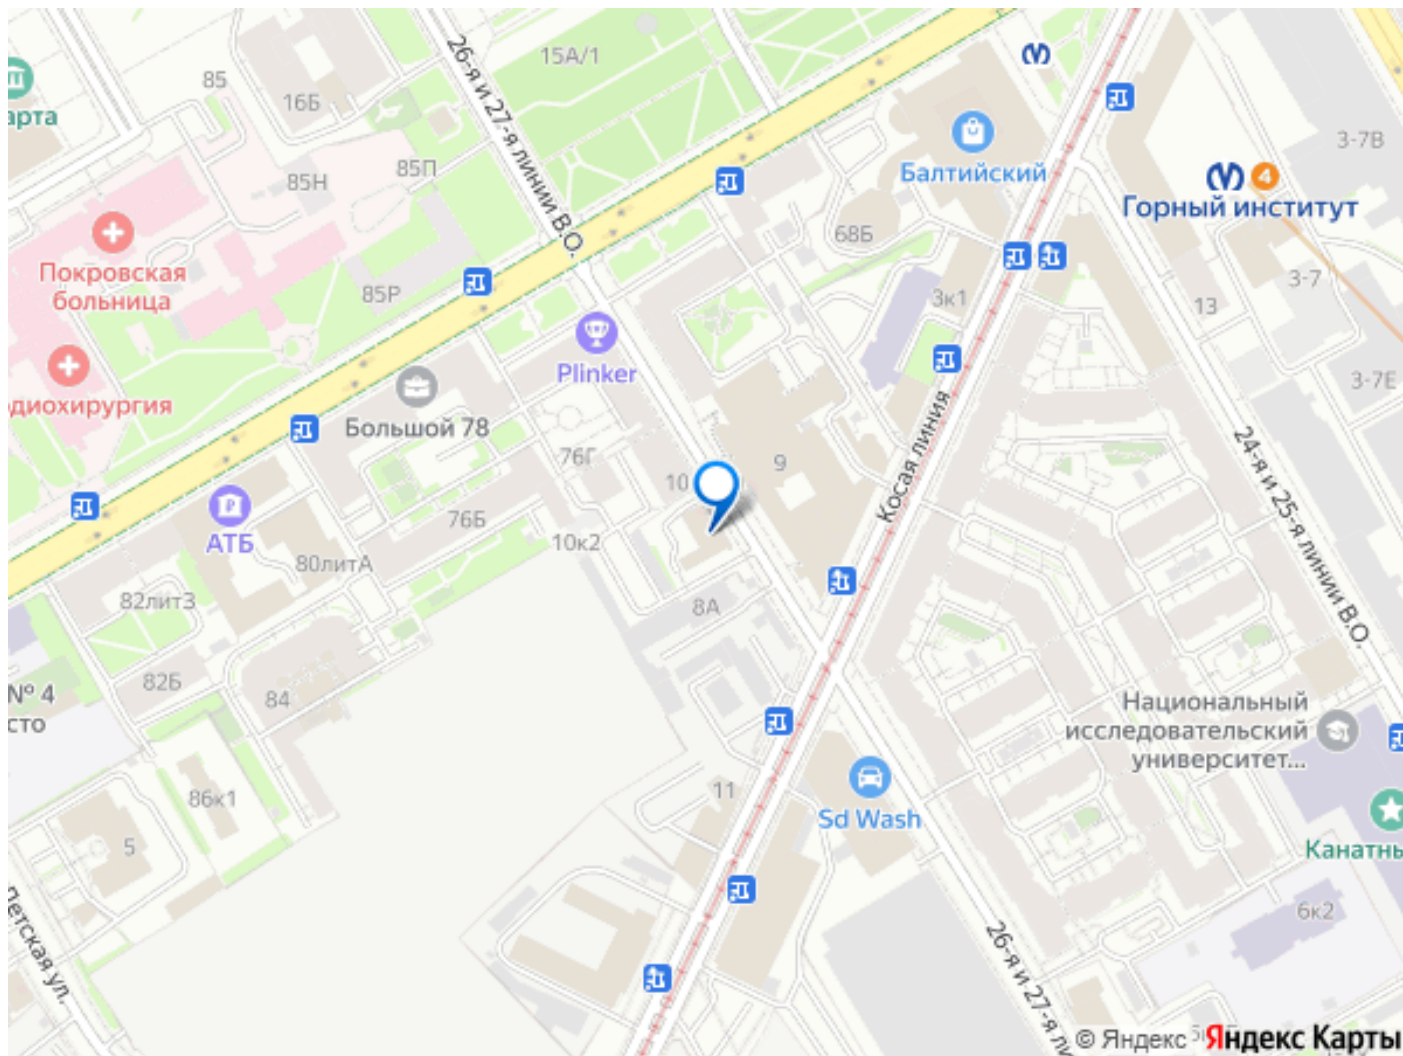 26-я и 27-я линии В.О.
15А/1
85
16Б
арта
85П
85Н
Балтийский
3-7В
4
Горный институт
Покровская
больница
85Р
68Б
3к1
3-7
13
Plinker
3-7Е
диохирургия
Большой 78
Косая линия
24-я и 25-я линии В.О.
76Г
10
9
76Б
АТБ
10к2
80литА
82литЗ
8А
№ 4
сто
82Б
84
Национальный
исследовательский
университет...
86к1
11
Sd Wash
5
Канатны
6к2
Детская ул.
26-я и 27-я ли
© Яндекс
Яндекс Карты